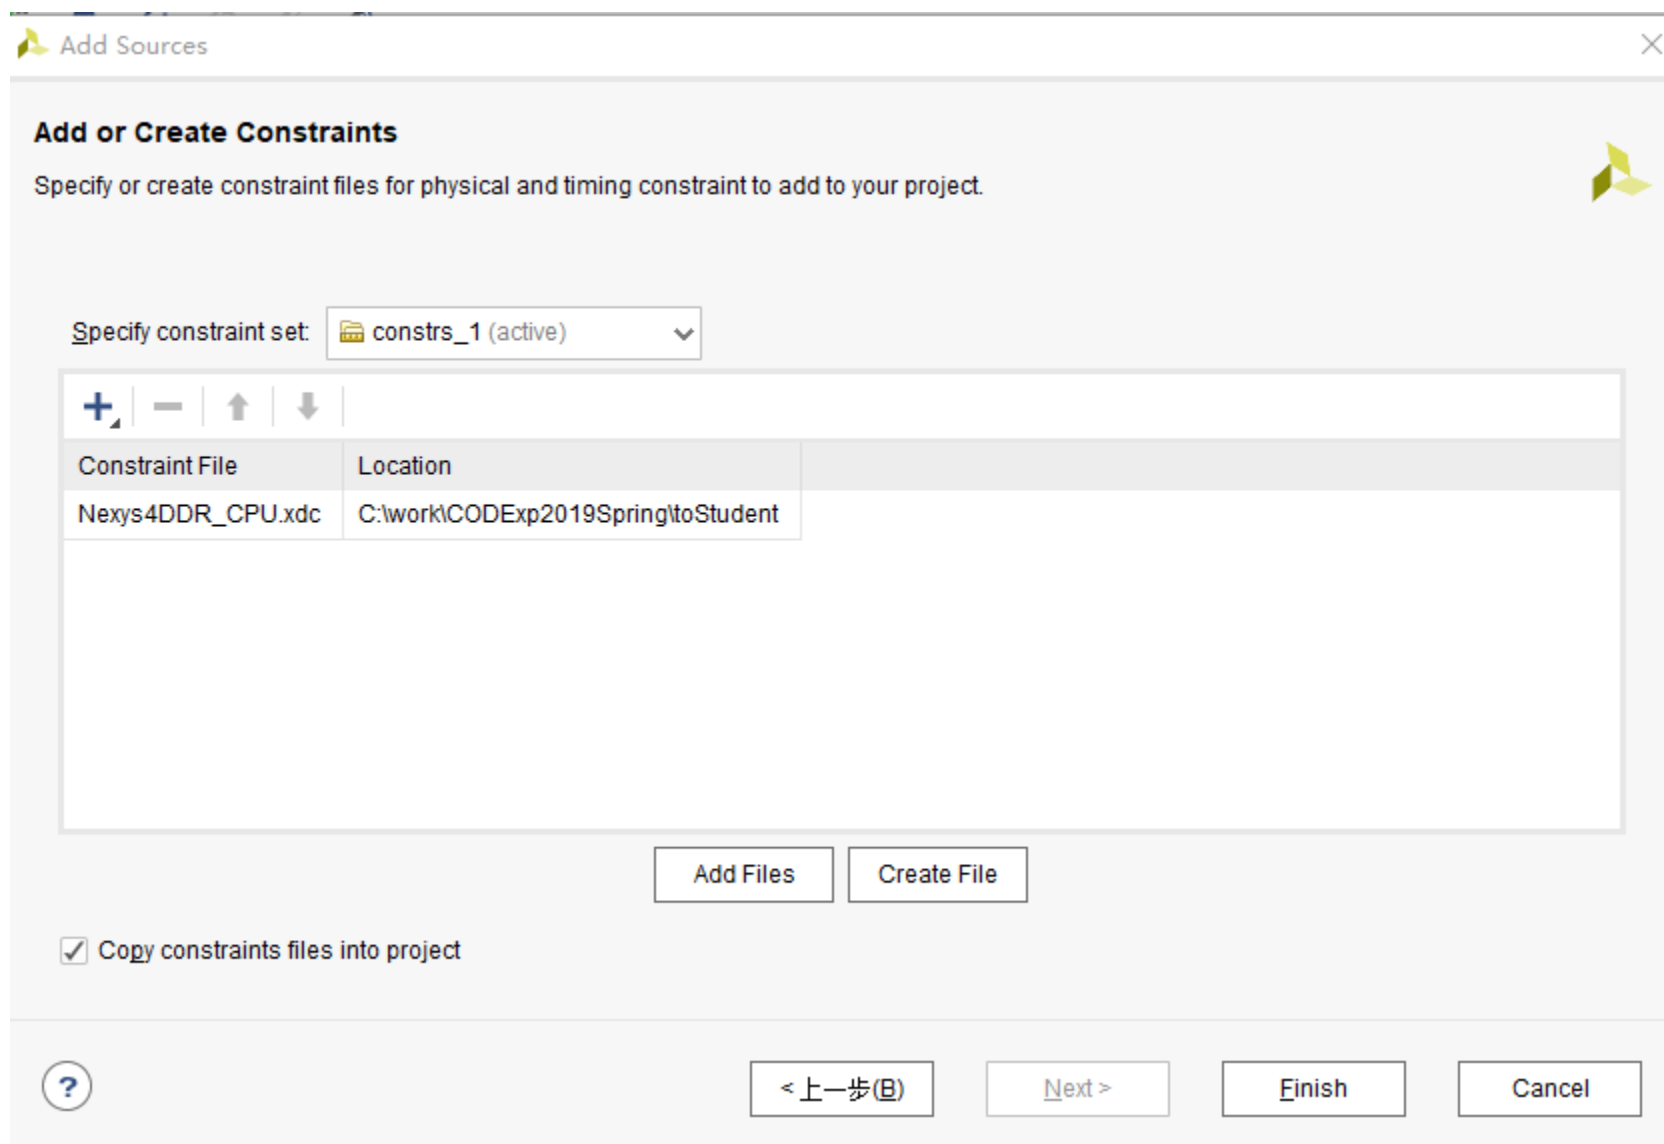 Add Sources
Add or Create Constraints
Specify or create constraint files for physical and timing constraint to add to your project.
Specify constraint set: constrs_1 (active)
Constraint File Location
Nexys4DDR_CPU.xdc C:\work\CODExp2019Spring\toStudent
Add Files Create File
Copy constraints files into project
? < 上一步(B) Next > Finish Cancel